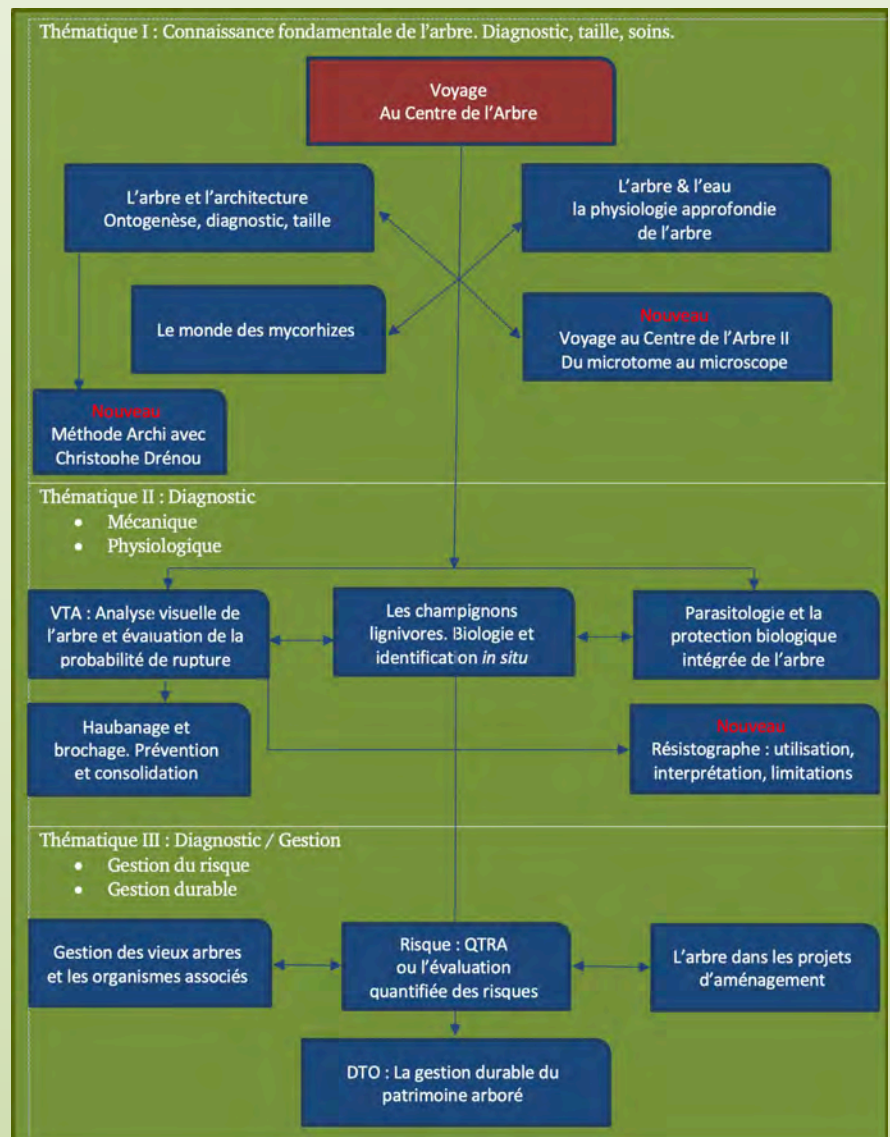 Thématique I : Connaissance fondamentale de l'arbre. Diagnostic, taille, soins.
Voyage
Au Centre de l'Arbre
L'arbre et l'architecture
Ontogenèse, diagnostic, taille
L'arbre & l'eau
la physiologie approfondie
de l'arbre
Le monde des mycorhizes
Nouveau
Voyage au Centre de l'Arbre II
Du microtome au microscope
Nouveau
Méthode Archi avec
Christophe Drénou
Thématique II : Diagnostic
• Mécanique
• Physiologique
VTA : Analyse visuelle de
l'arbre et évaluation de la
probabilité de rupture
Les champignons
lignivores. Biologie et
identification in situ
Parasitologie et la
protection biologique
intégrée de l'arbre
Haubanage et
brochage. Prévention
et consolidation
Nouveau
Résistographe : utilisation,
interprétation, limitations
Thématique III : Diagnostic / Gestion
• Gestion du risque
• Gestion durable
Gestion des vieux arbres
et les organismes associés
Risque : QTRA
ou l'évaluation
quantifiée des risques
L'arbre dans les projets
d'aménagement
DTO : La gestion durable du
patrimoine arboré